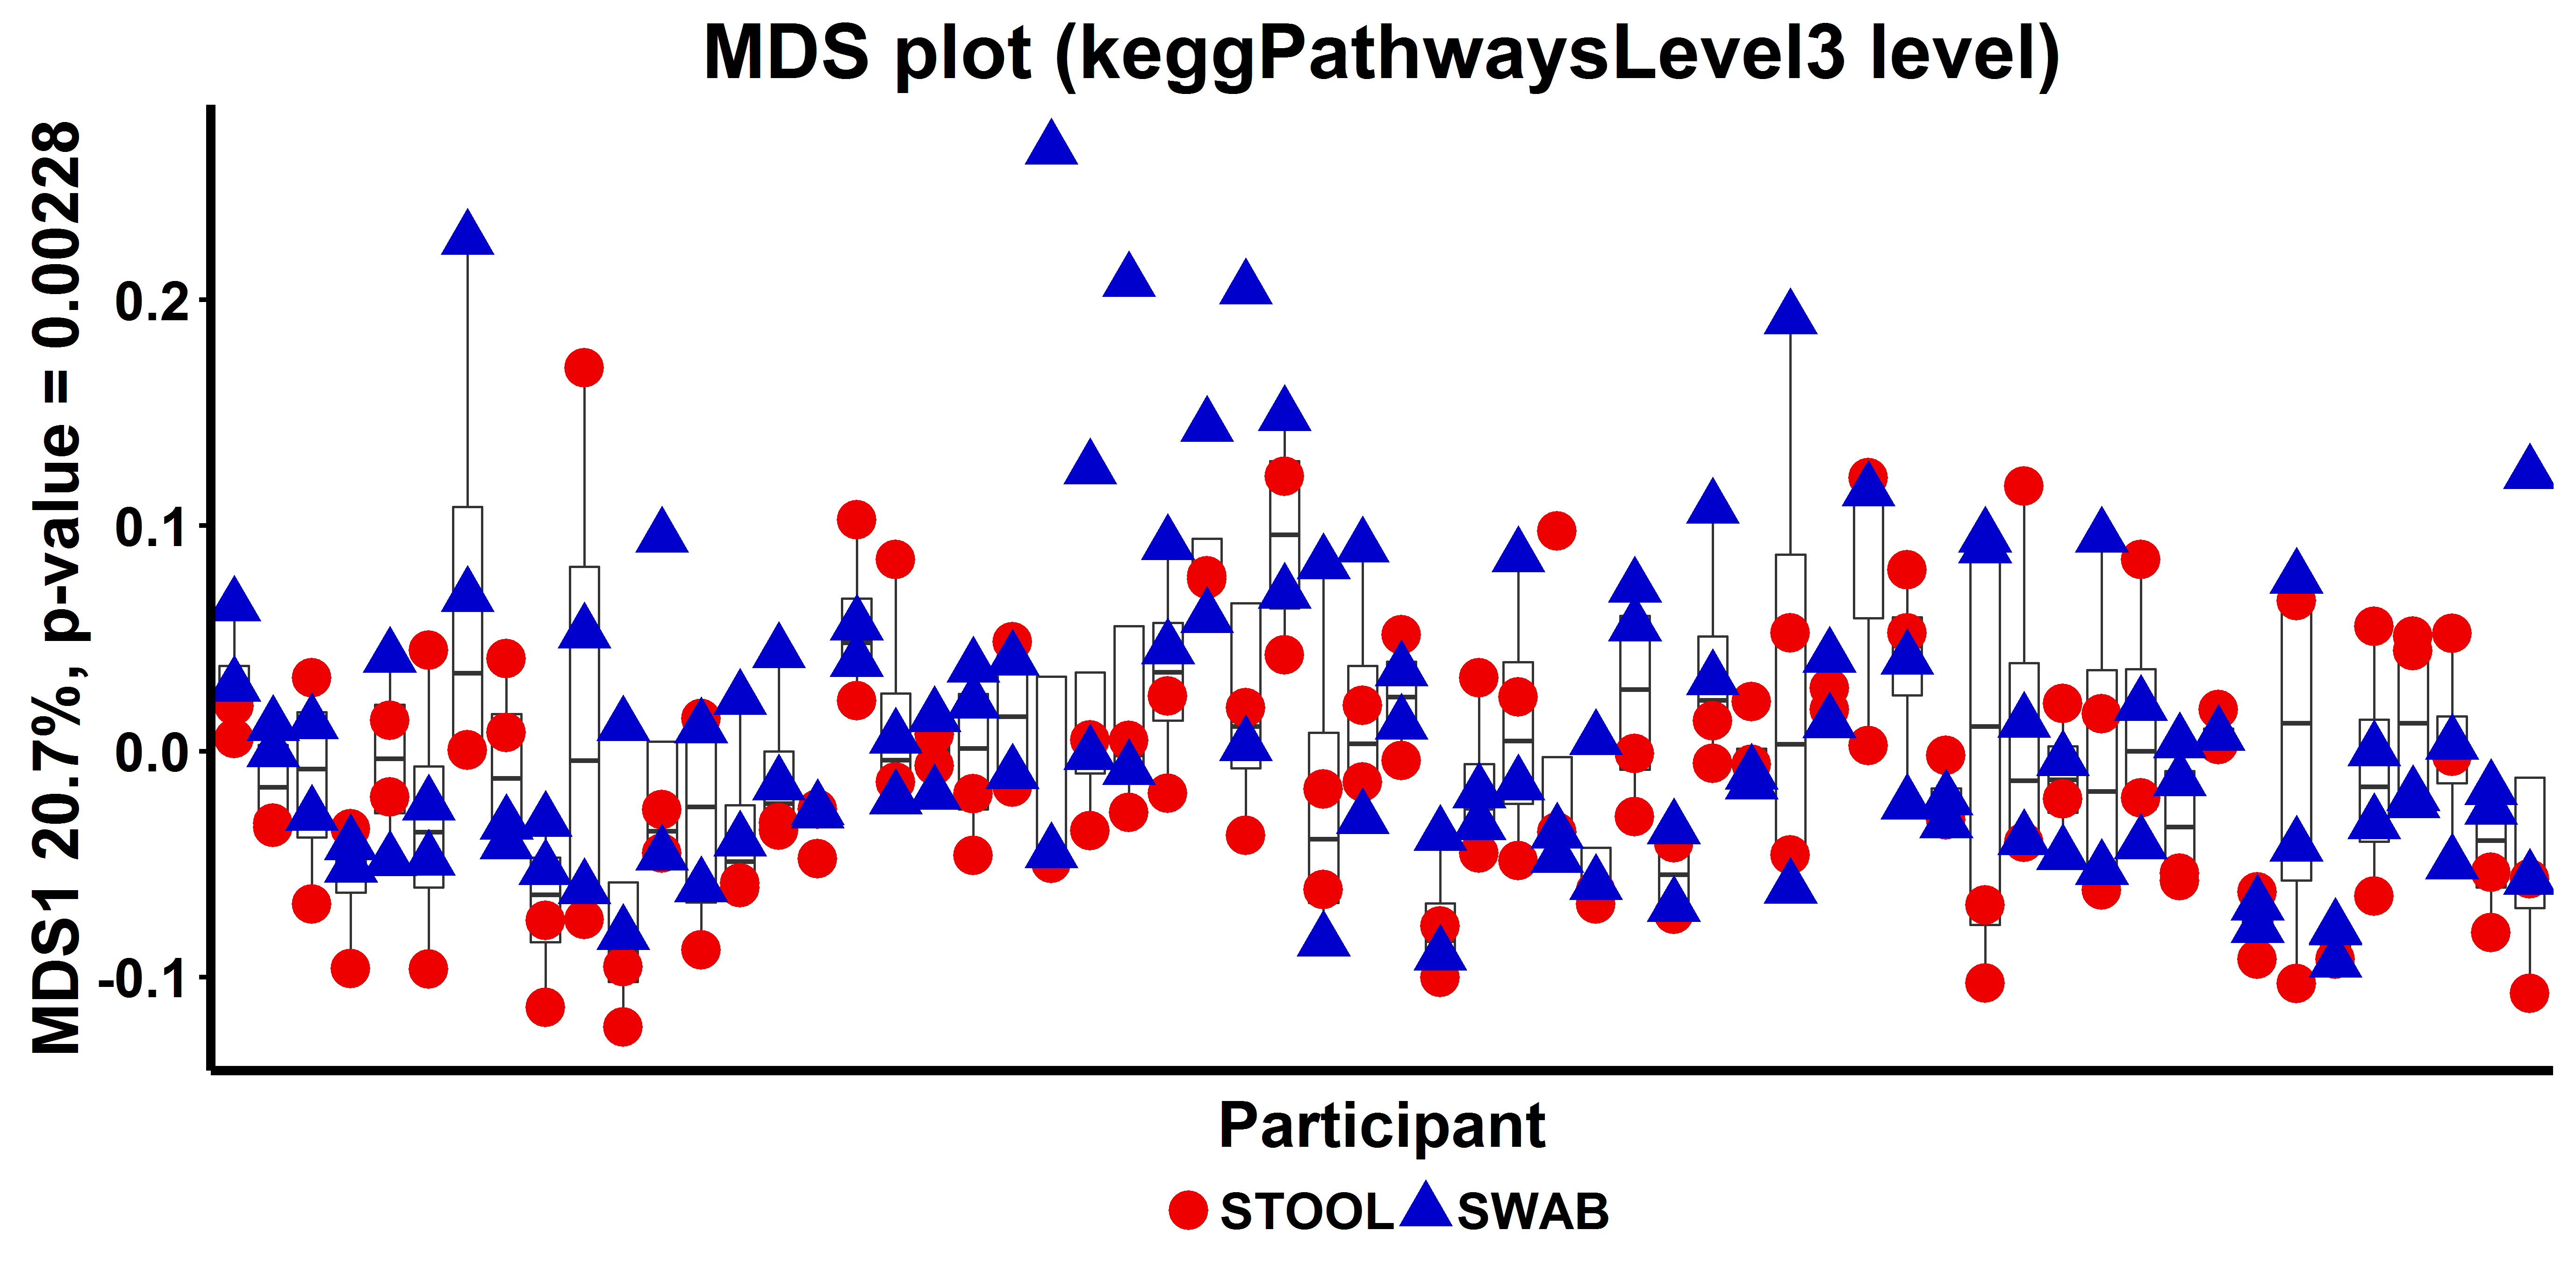 MDS plot (keggPathwaysLevel3 level)
MDS1 20.7%, p-value = 0.00228
0.2
0.1
0.0
-0.1
Participant
STOOL SWAB